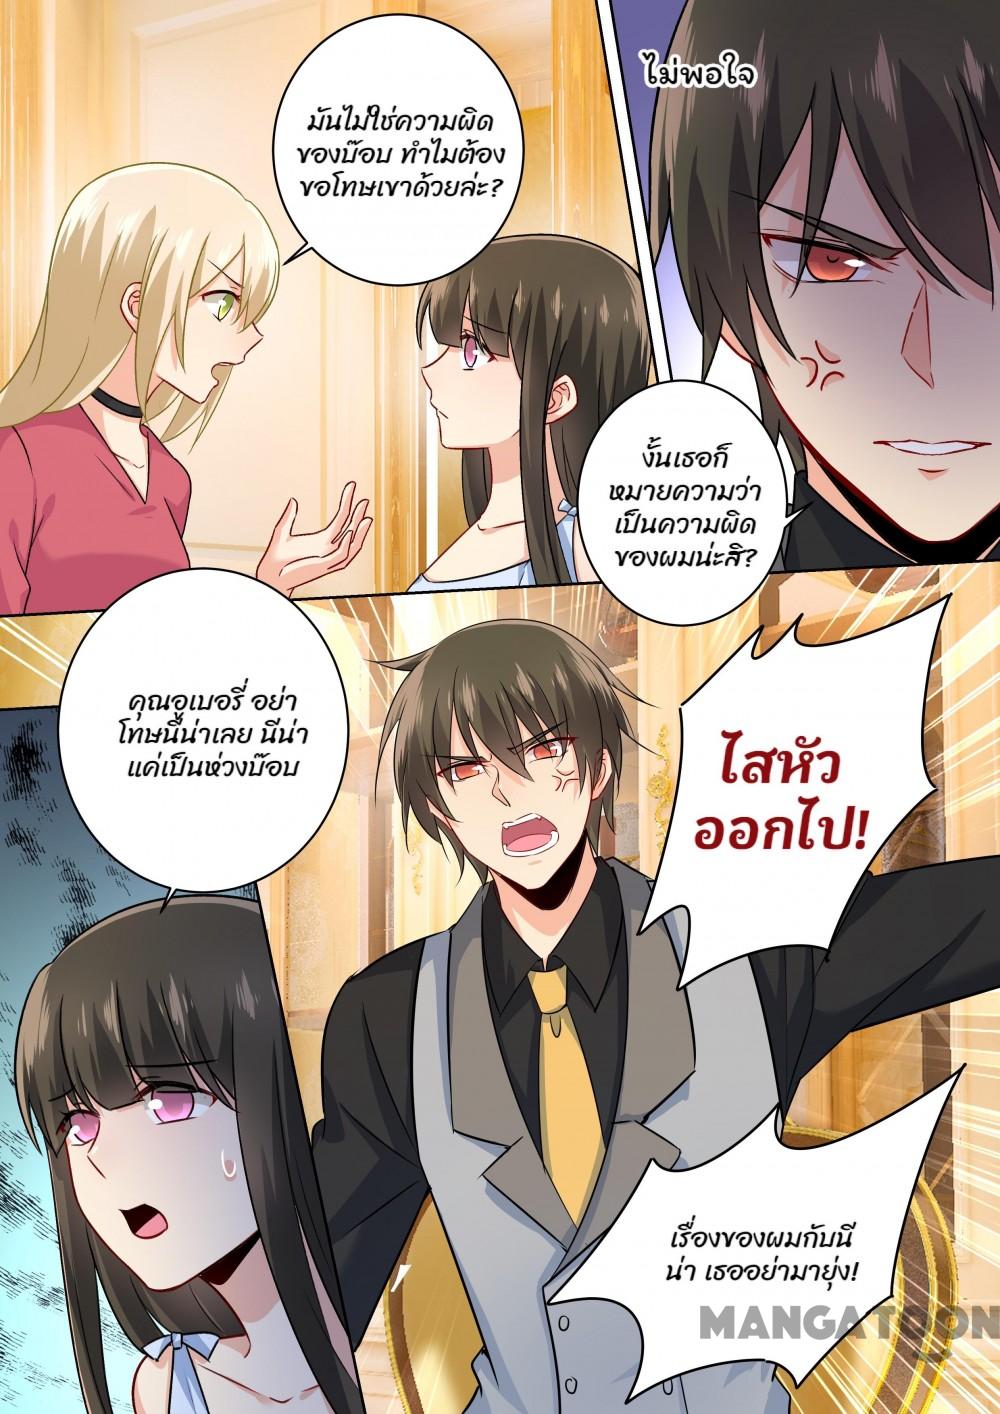 มันไม่ใช่ความผิด
ของบ๊อบ ทำไมต้อง
ขอโทษเขาด้วยล่ะ?
ไม่พอใจ
งั้นเธอก็
หมายความว่า
เป็นความผิด
ของผมน่ะสิ?
คุณอูเบอรี่ อย่า
โทษนีน่าเลย นีน่า
แค่เป็นห่วงบ๊อบ
ไสหัว
ออกไป!
เรื่องของผมกับนี
น่า เธออย่ามายุ่ง!
MANGATOON